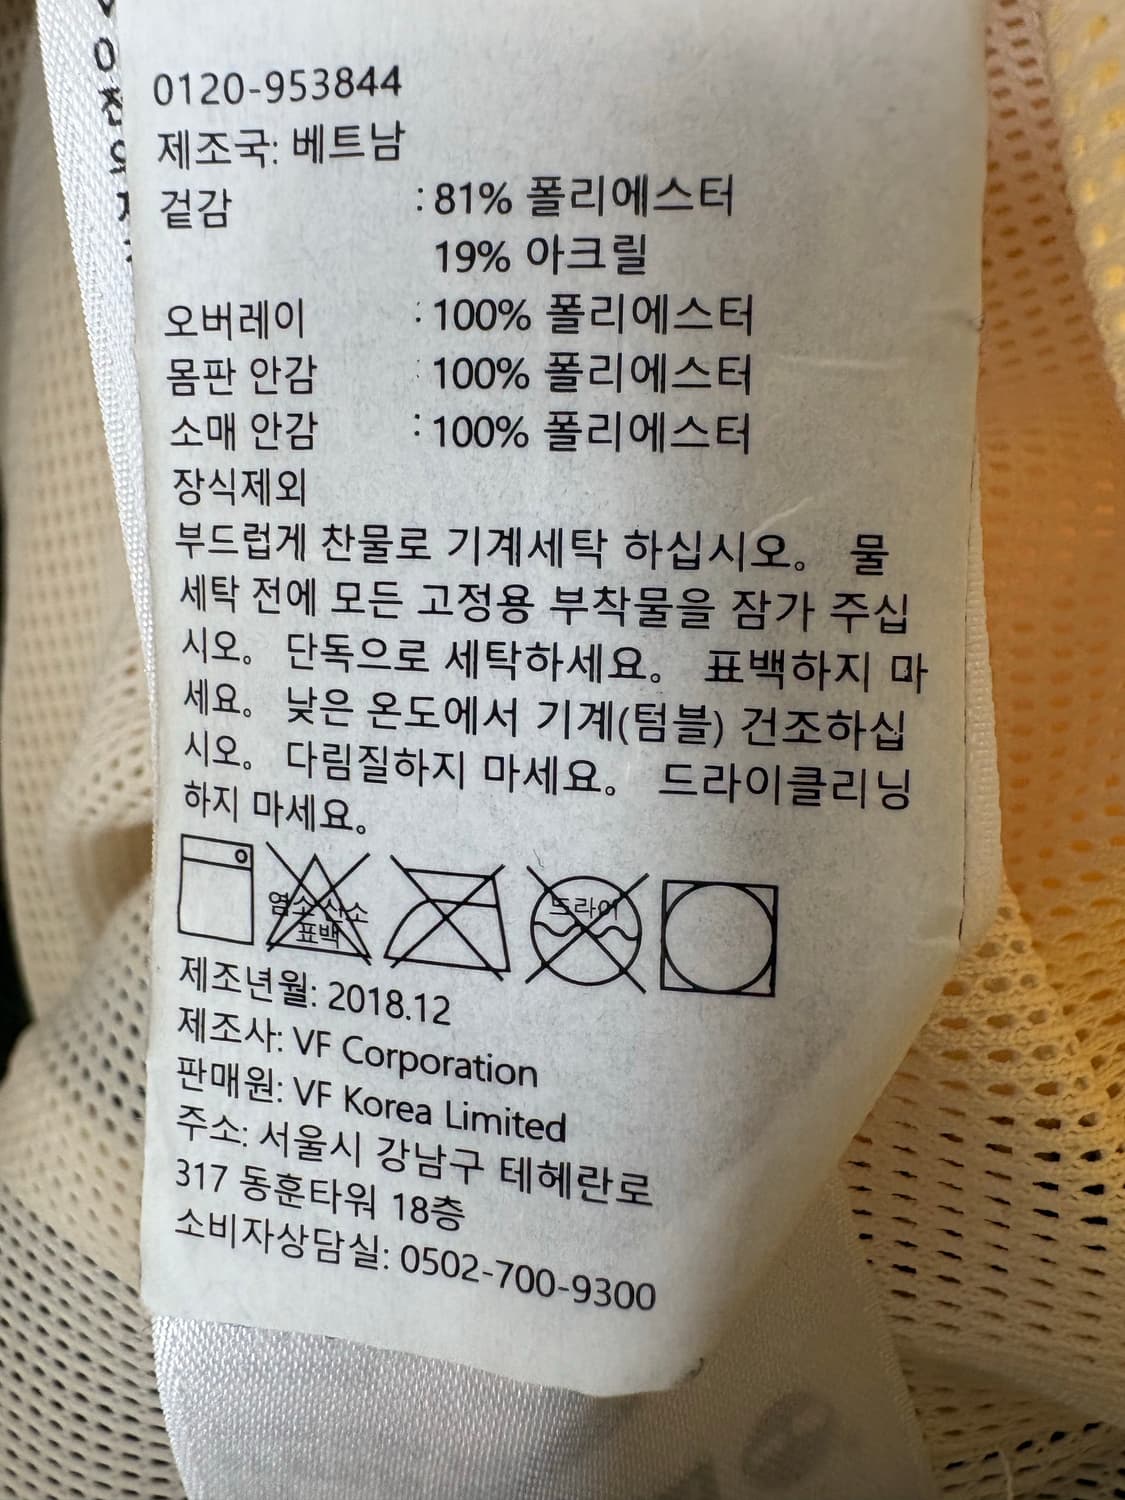 0120-953844
제조국: 베트남
겉감 : 81% 폴리에스터
19% 아크릴
오버레이 : 100% 폴리에스터
몸판 안감 : 100% 폴리에스터
소매 안감 : 100% 폴리에스터
장식제외
부드럽게 찬물로 기계세탁 하십시오。 물
세탁 전에 모든 고정용 부착물을 잠가 주십
시오。 단독으로 세탁하세요。 표백하지 마
세요。 낮은 온도에서 기계(텀블) 건조하십
시오。 다림질하지 마세요。 드라이클리닝
하지 마세요。
염소 산소
표백
드라이
제조년월: 2018.12
제조사: VF Corporation
판매원: VF Korea Limited
주소: 서울시 강남구 테헤란로
317 동훈타워 18층
소비자상담실: 0502-700-9300